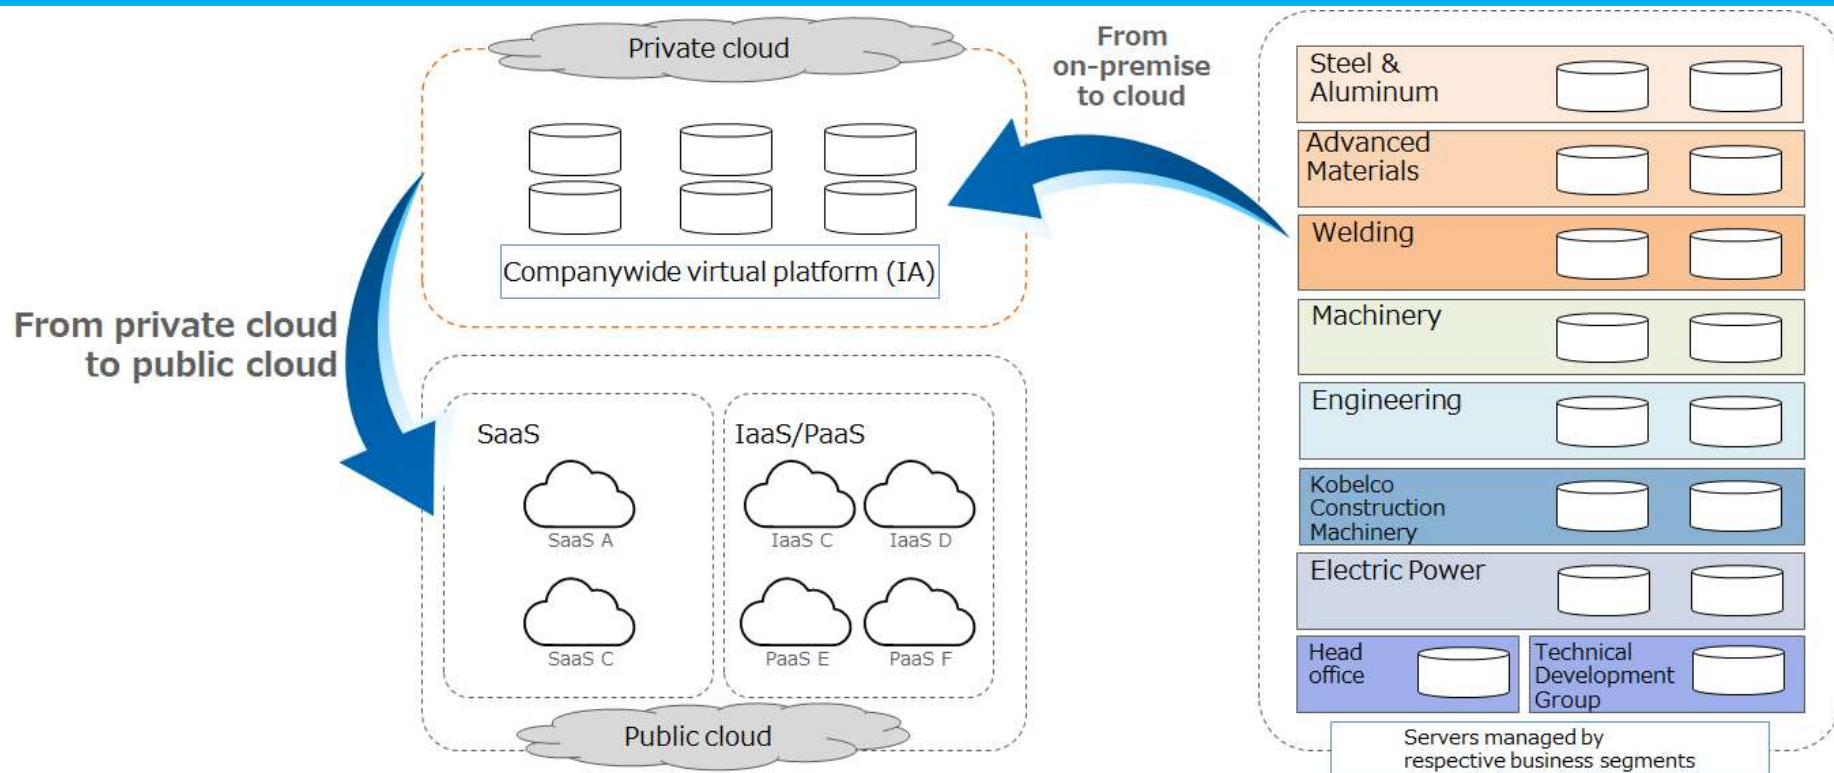 Private cloud
Companywide virtual platform (IA)
From
on-premise
to cloud
From private cloud
to public cloud
SaaS
SaaS A
SaaS C
IaaS/PaaS
IaaS C
IaaS D
PaaS E
PaaS F
Public cloud
Steel &
Aluminum
Advanced
Materials
Welding
Machinery
Engineering
Kobelco
Construction
Machinery
Electric Power
Head
office
Technical
Development
Group
Servers managed by
respective business segments